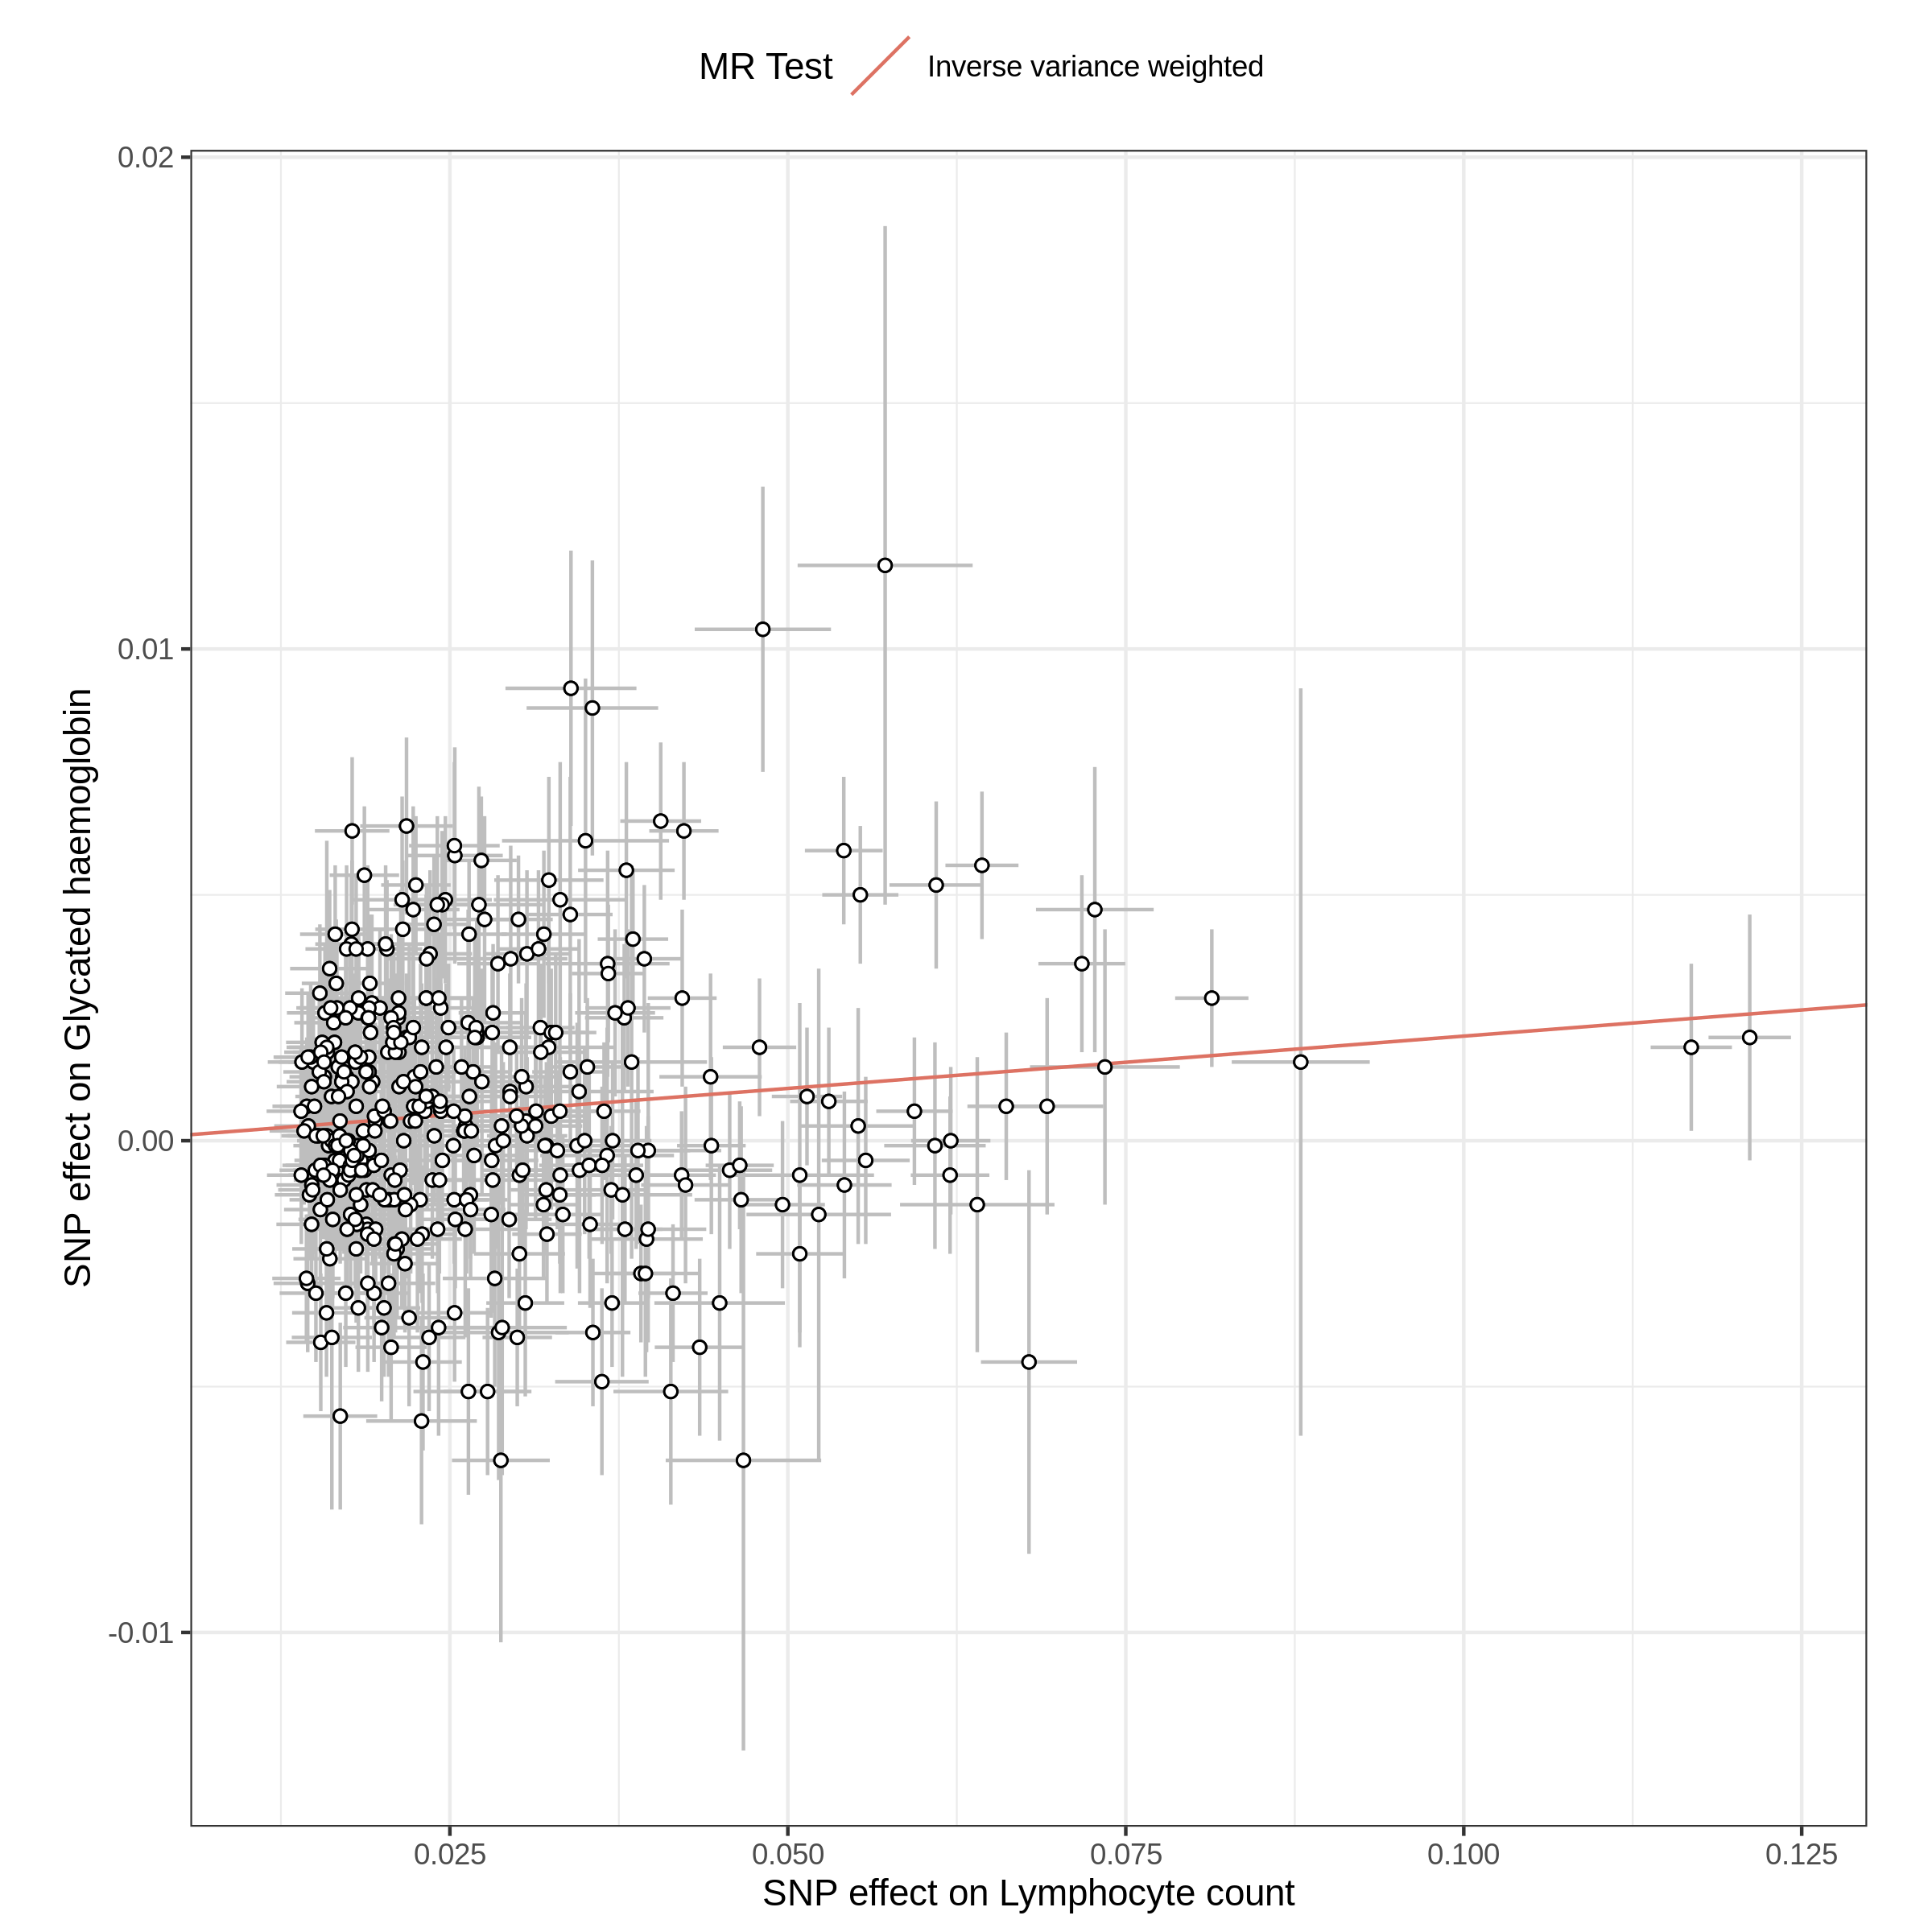 MR Test Inverse variance weighted
0.02
0.01
0.00
-0.01
SNP effect on Glycated haemoglobin
0.025 0.050 0.075 0.100 0.125
SNP effect on Lymphocyte count